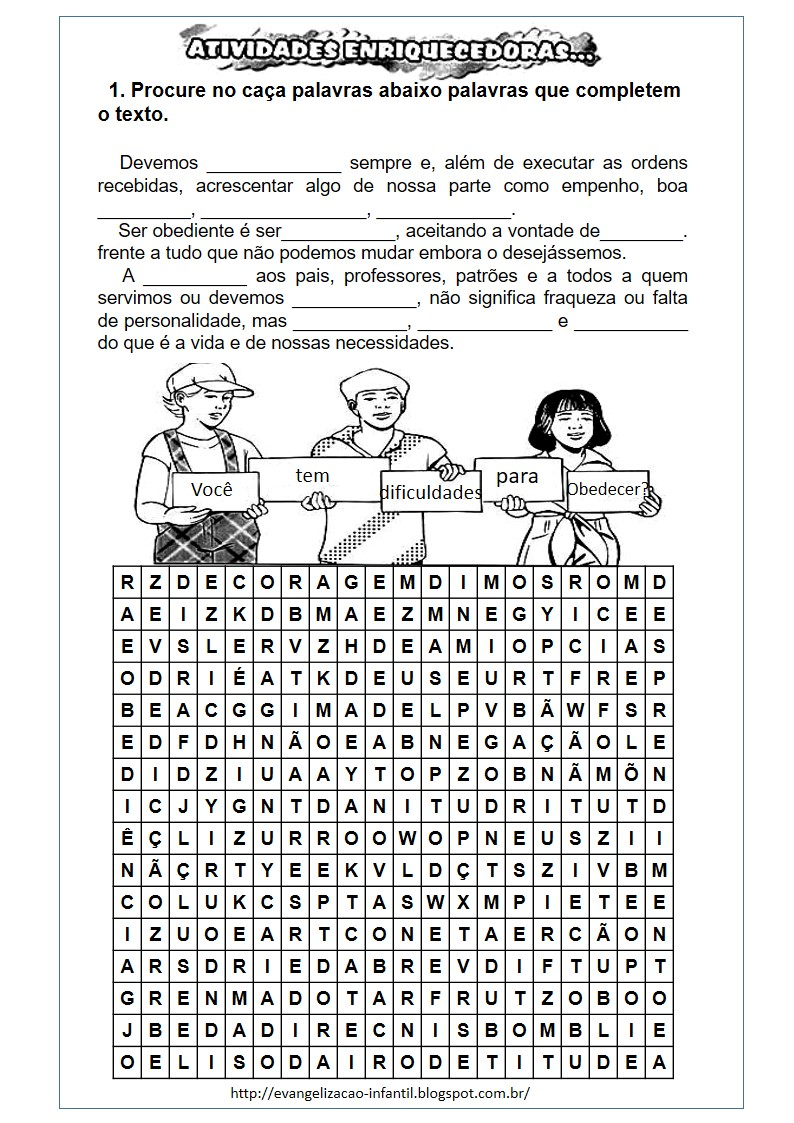 ATIVIDADES ENRIQUECEDORAS...
1. Procure no caça palavras abaixo palavras que completem
o texto.
Devemos _____________ sempre e, além de executar as ordens
recebidas, acrescentar algo de nossa parte como empenho, boa
_________, ________________, _____________.
Ser obediente é ser___________, aceitando a vontade de________.
frente a tudo que não podemos mudar embora o desejássemos.
A __________ aos pais, professores, patrões e a todos a quem
servimos ou devemos ____________, não significa fraqueza ou falta
de personalidade, mas ___________, _____________ e ___________
do que é a vida e de nossas necessidades.
Você tem dificuldades para Obedecer?
R Z D E C O R A G E M D I M O S R O M D
A E I Z K D B M A E Z M N E G Y I C E E
E V S L E R V Z H D E A M I O P C I A S
O D R I É A T K D E U S E U R T F R E P
B E A C G G I M A D E L P V B Ã W F S R
E D F D H N Ã O E A B N E G A Ç Ã O L E
D I D Z I U A A Y T O P Z O B N Ã M Õ N
I C J Y G N T D A N I T U D R I T U T D
Ê Ç L I Z U R R O O W O P N E U S Z I I
N Ã Ç R T Y E E K V L D Ç T S Z I V B M
C O L U K C S P T A S W X M P I E T E E
I Z U O E A R T C O N E T A E R C Ã O N
A R S D R I E D A B R E V D I F T U P T
G R E N M A D O T A R F R U T Z O B O O
J B E D A D I R E C N I S B O M B L I E
O E L I S O D A I R O D E T I T U D E A
http://evangelizacao-infantil.blogspot.com.br/